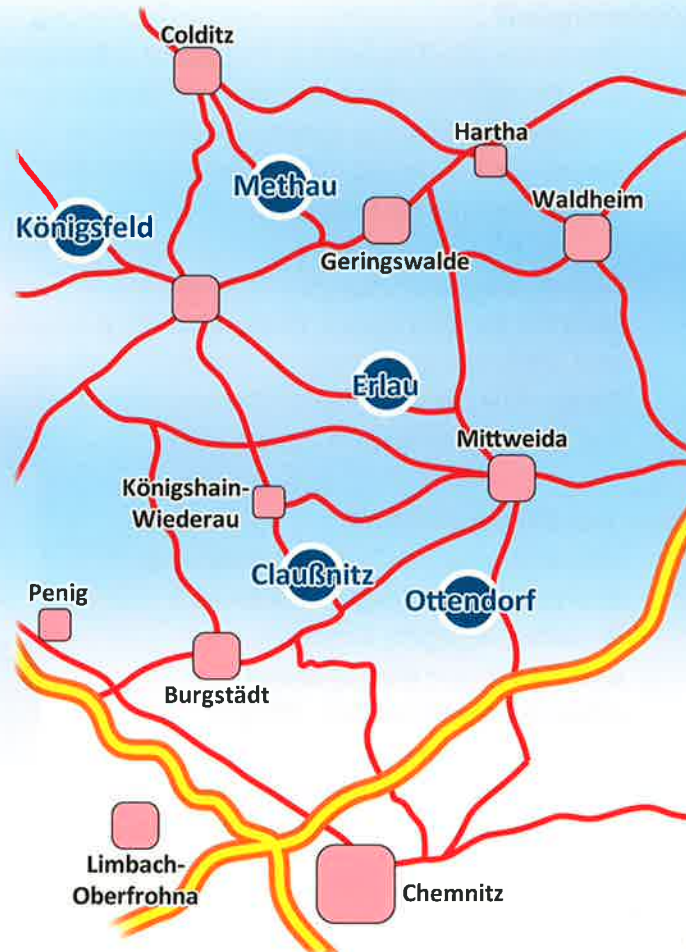 Colditz
Hartha
Methau
Waldheim
Königsfeld
Geringswalde
Erlau
Mittweida
Königshain-
Wiederau
Claußnitz
Penig
Ottendorf
Burgstädt
Limbach-
Oberfrohna
Chemnitz